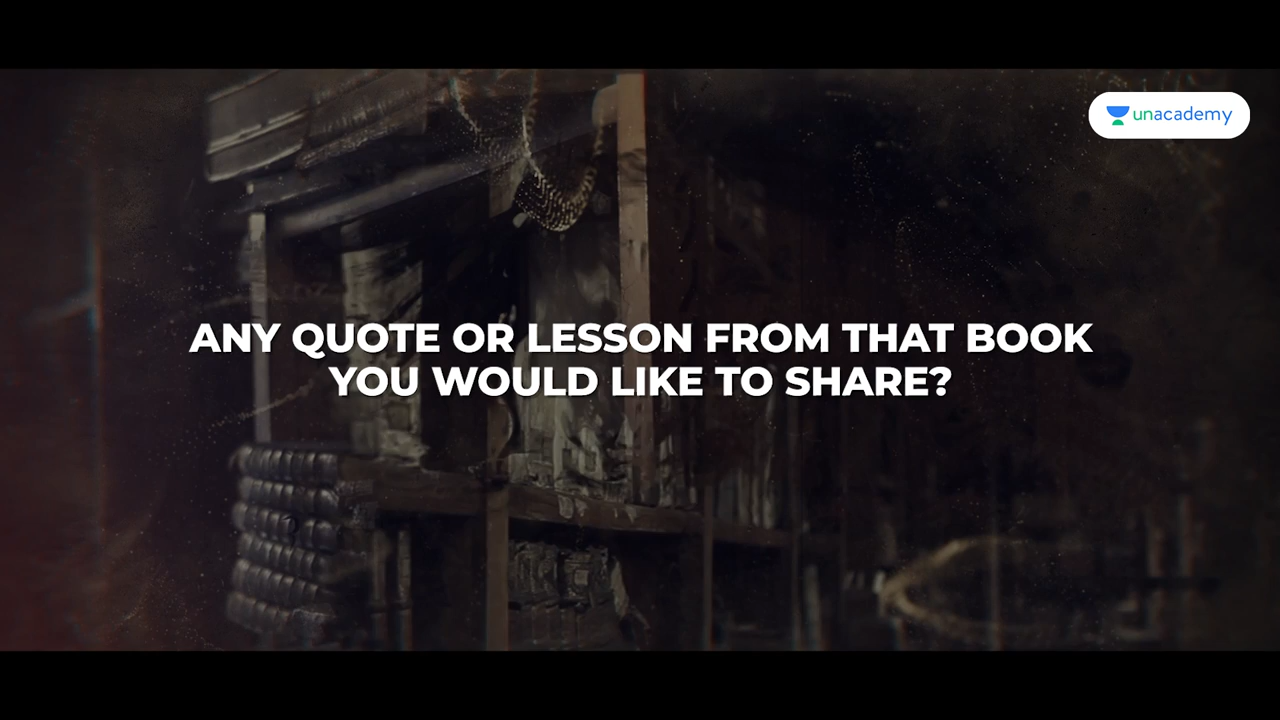 unacademy
ANY QUOTE OR LESSON FROM THAT BOOK
YOU WOULD LIKE TO SHARE?